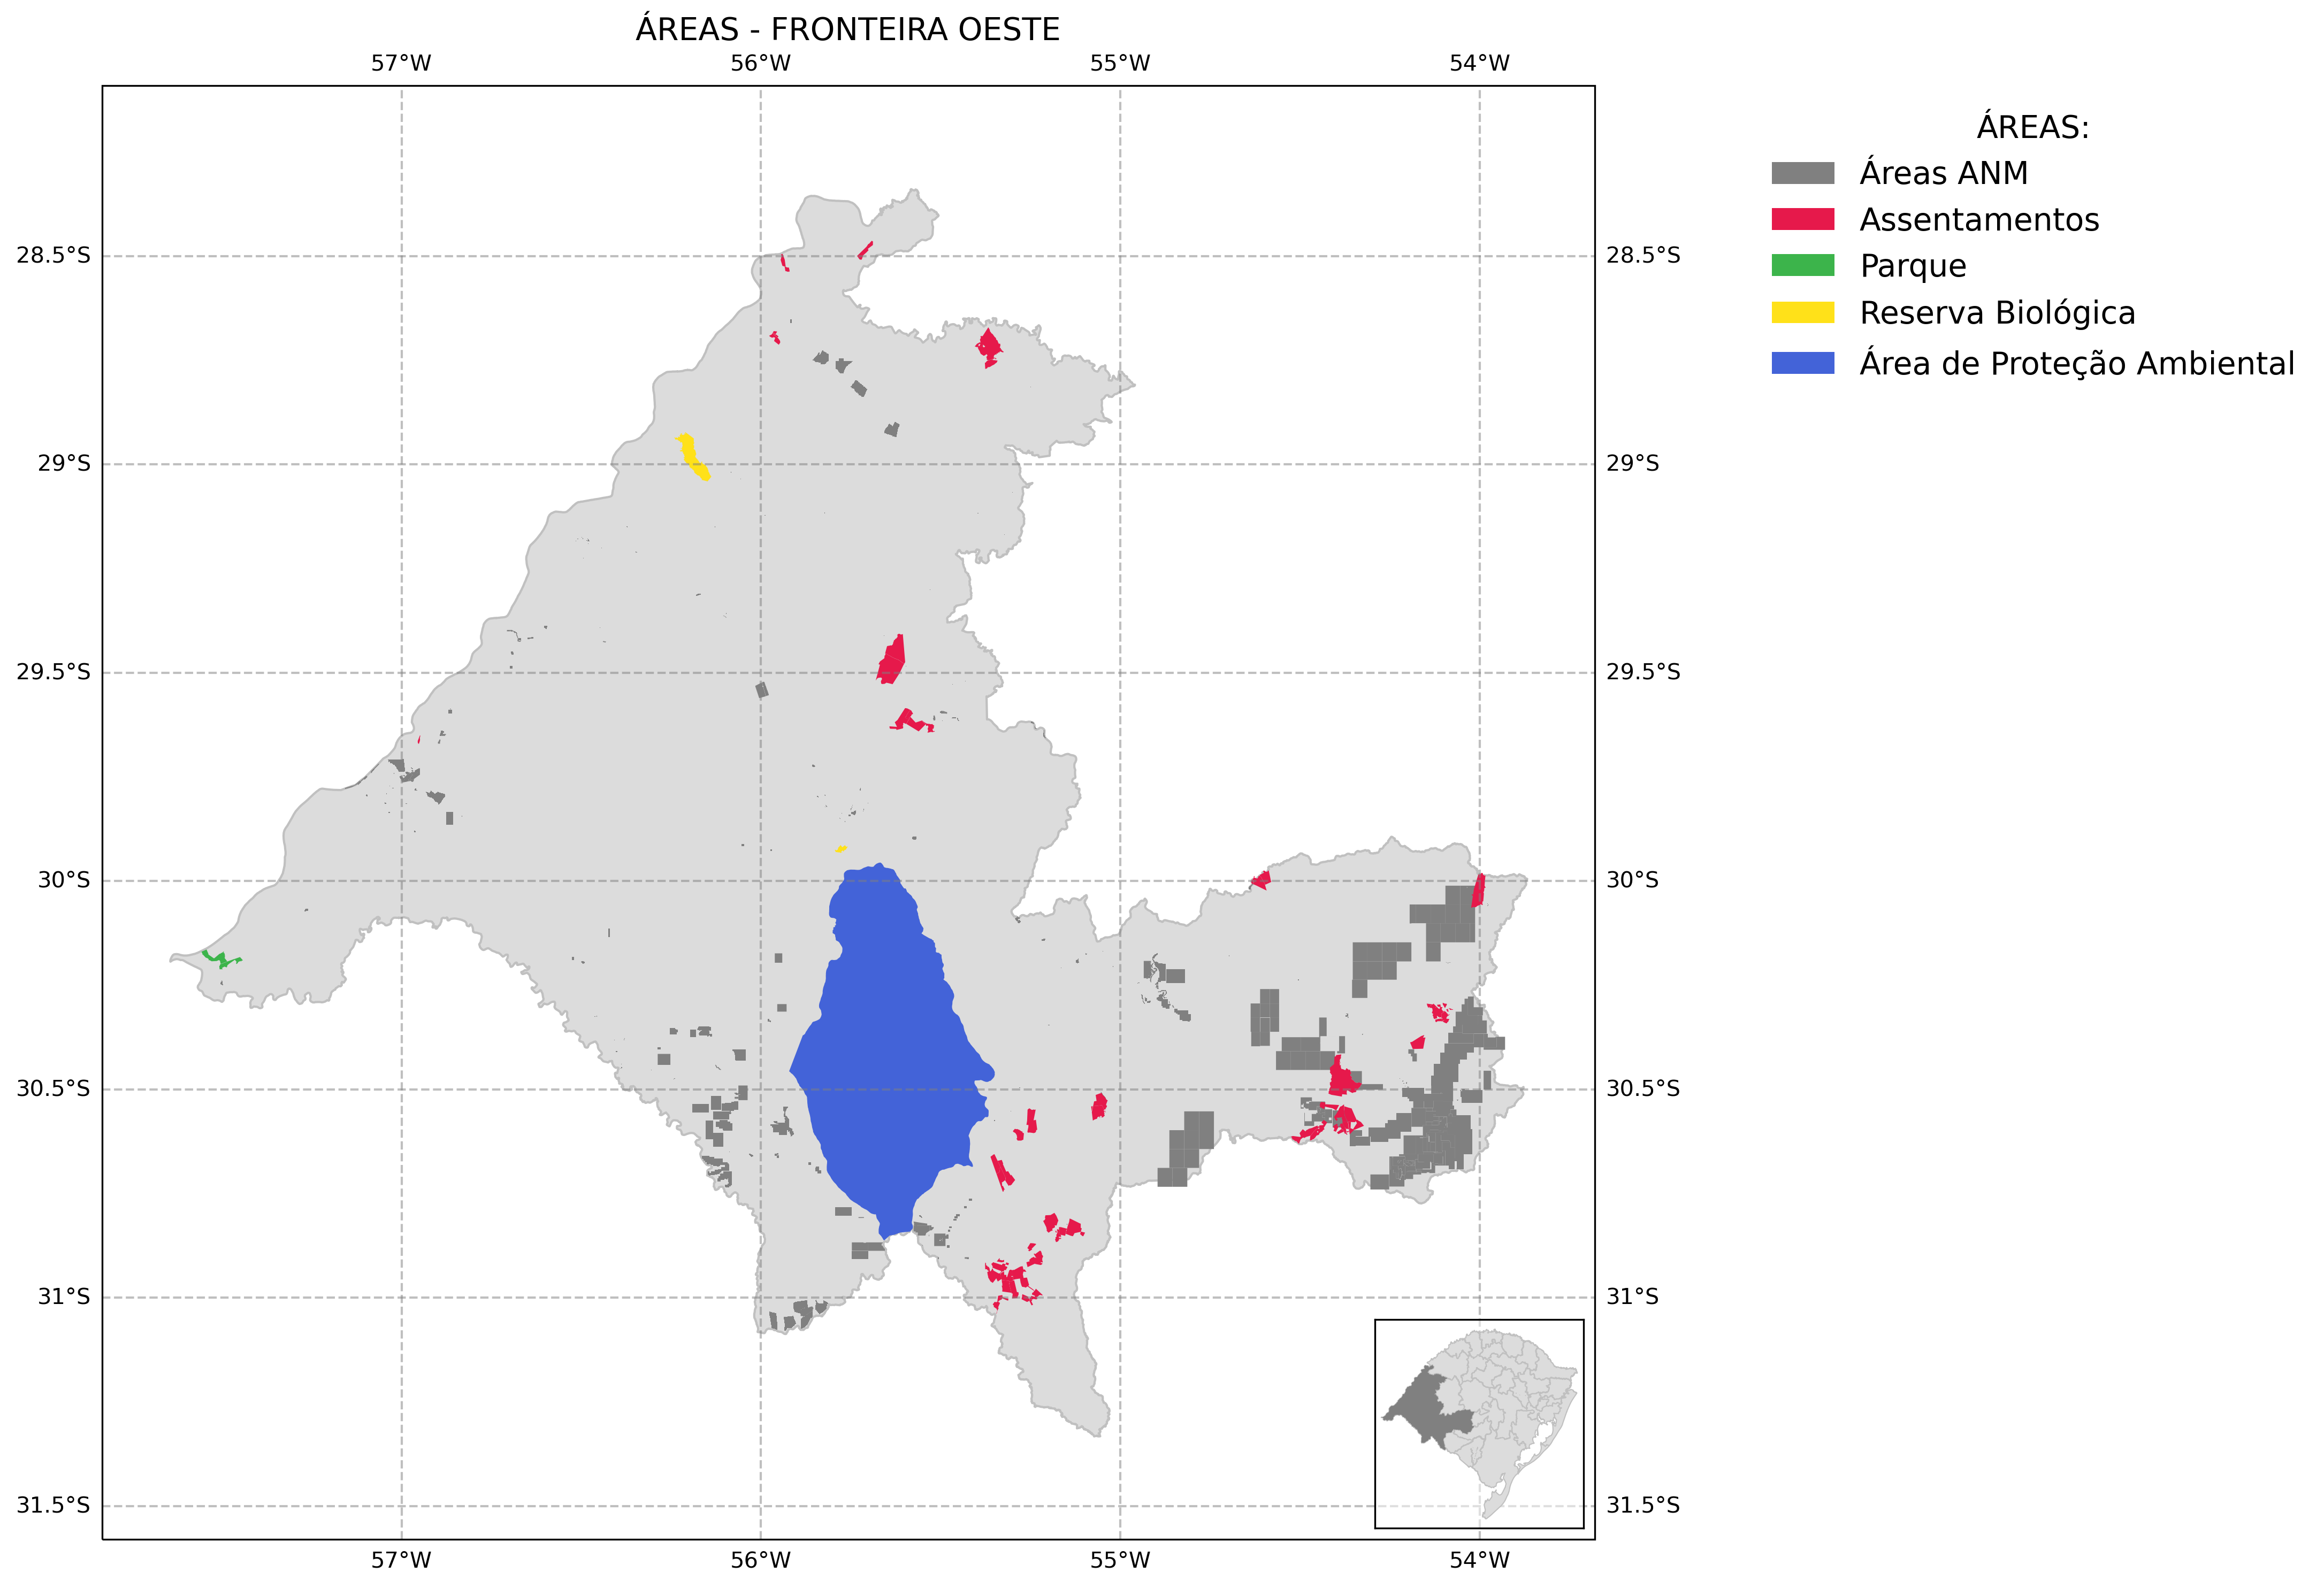 ÁREAS - FRONTEIRA OESTE
57°W 56°W 55°W 54°W
ÁREAS:
Áreas ANM
Assentamentos
Parque
Reserva Biológica
Área de Proteção Ambiental
28.5°S 28.5°S
29°S 29°S
29.5°S 29.5°S
30°S 30°S
30.5°S 30.5°S
31°S 31°S
31.5°S 31.5°S
57°W 56°W 55°W 54°W